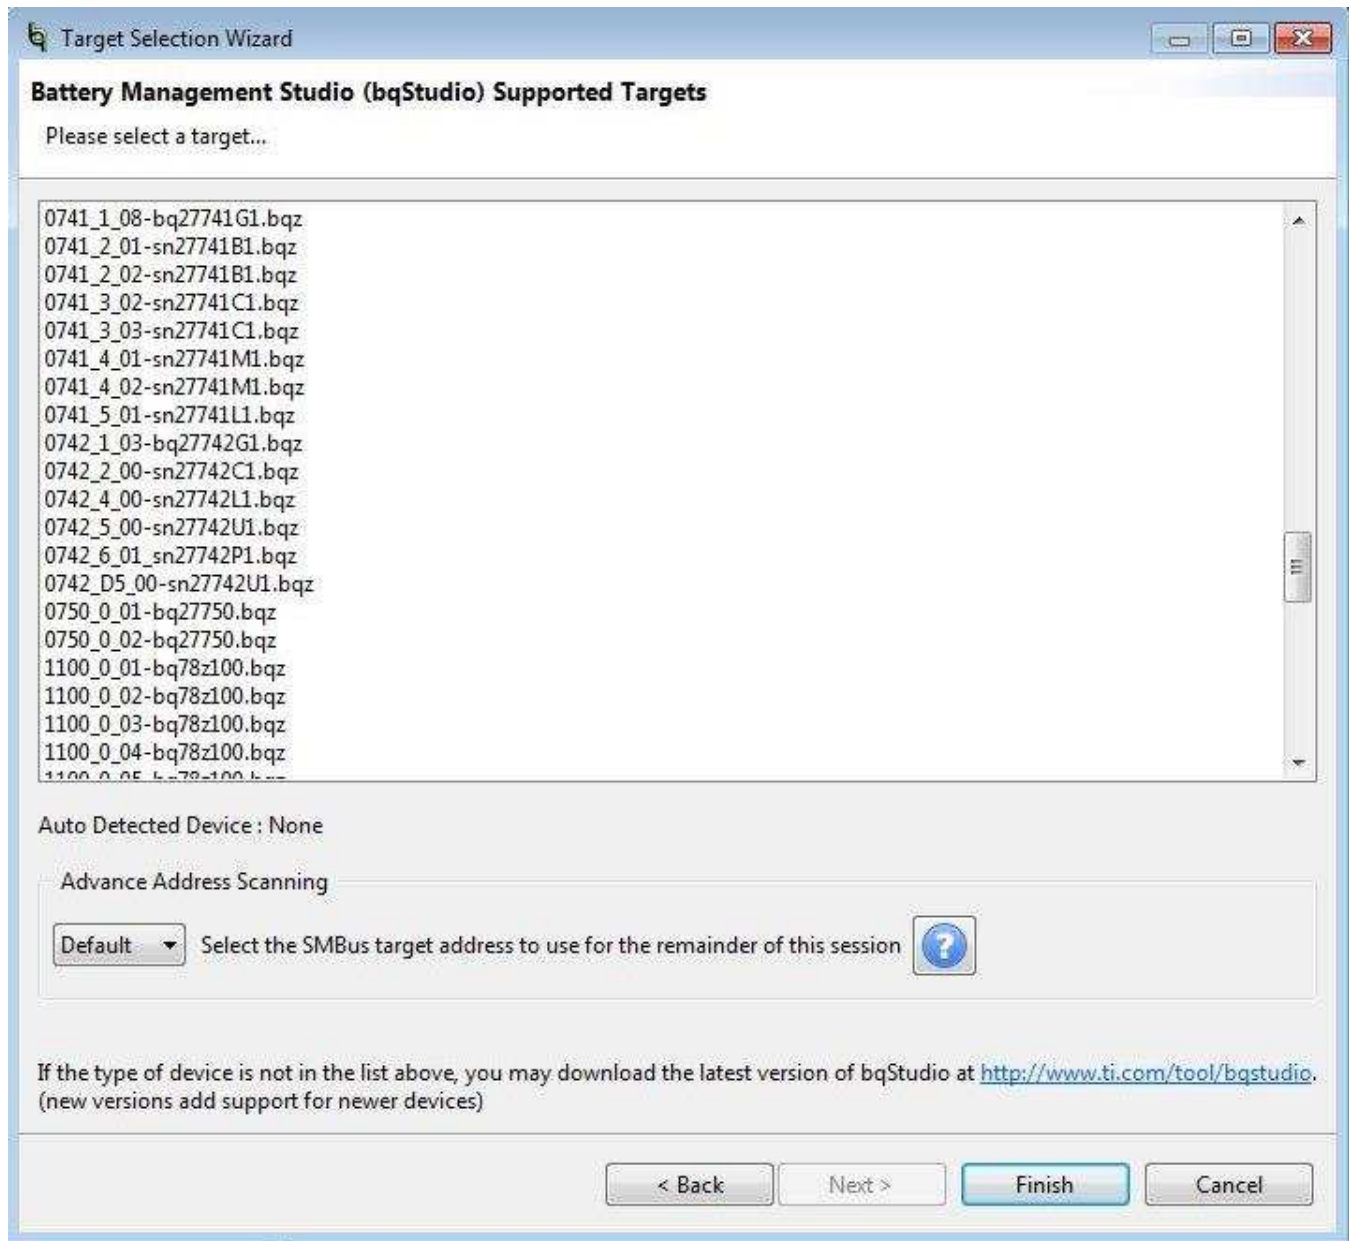 Target Selection Wizard
Battery Management Studio (bqStudio) Supported Targets
Please select a target...
0741_1_08-bq27741G1.bqz
0741_2_01-sn27741B1.bqz
0741_2_02-sn27741B1.bqz
0741_3_02-sn27741C1.bqz
0741_3_03-sn27741C1.bqz
0741_4_01-sn27741M1.bqz
0741_4_02-sn27741M1.bqz
0741_5_01-sn27741L1.bqz
0742_1_03-bq27742G1.bqz
0742_2_00-sn27742C1.bqz
0742_4_00-sn27742L1.bqz
0742_5_00-sn27742U1.bqz
0742_6_01_sn27742P1.bqz
0742_D5_00-sn27742U1.bqz
0750_0_01-bq27750.bqz
0750_0_02-bq27750.bqz
1100_0_01-bq78z100.bqz
1100_0_02-bq78z100.bqz
1100_0_03-bq78z100.bqz
1100_0_04-bq78z100.bqz
Auto Detected Device : None
Advance Address Scanning
Default Select the SMBus target address to use for the remainder of this session
If the type of device is not in the list above, you may download the latest version of bqStudio at http://www.ti.com/tool/bqstudio.
(new versions add support for newer devices)
< Back Next > Finish Cancel